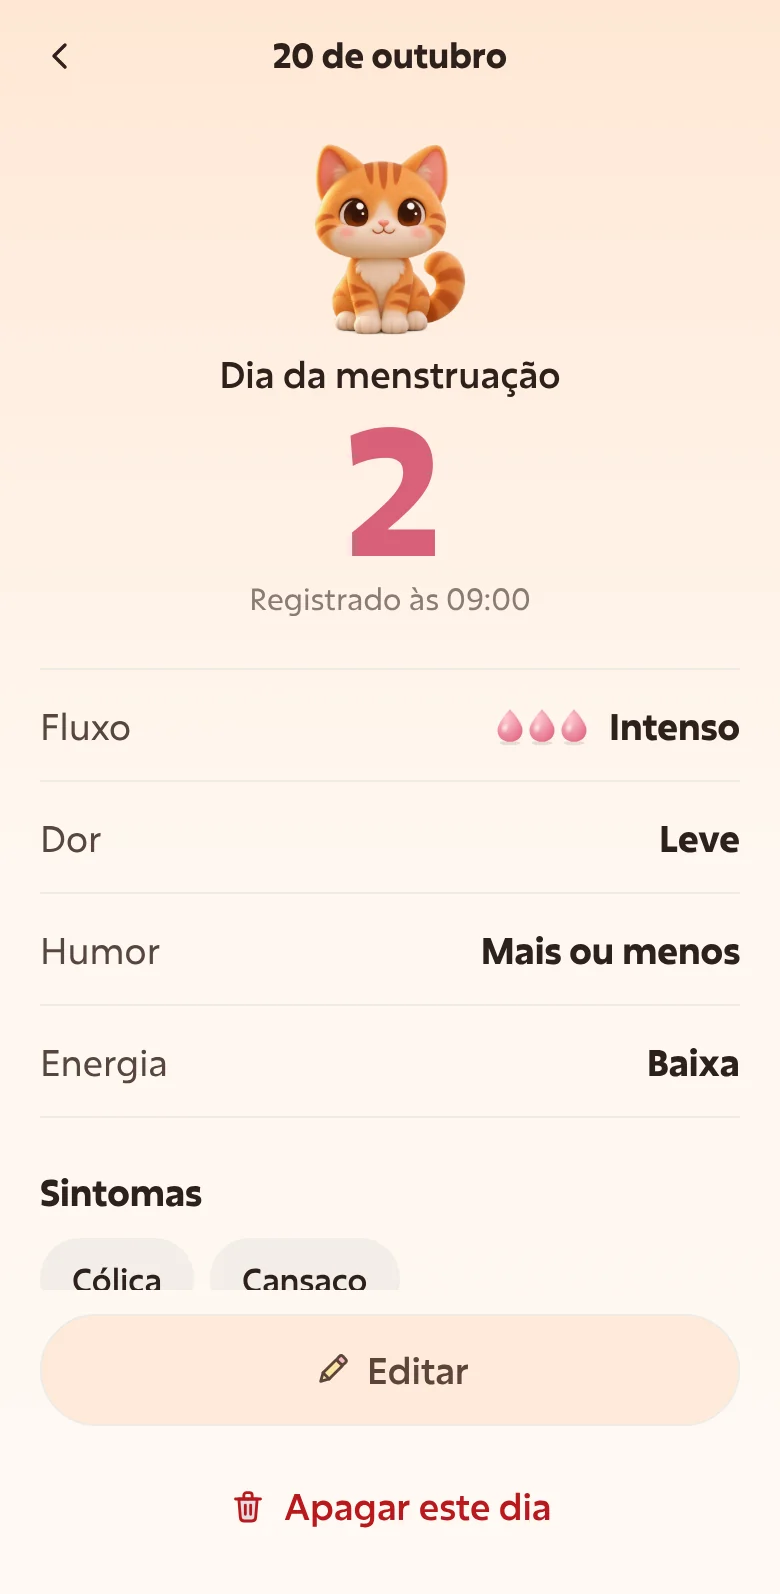 20 de outubro
Dia da menstruação
2
Registrado às 09:00
Fluxo Intenso
Dor Leve
Humor Mais ou menos
Energia Baixa
Sintomas
Cólica Cansaço
Editar
Apagar este dia